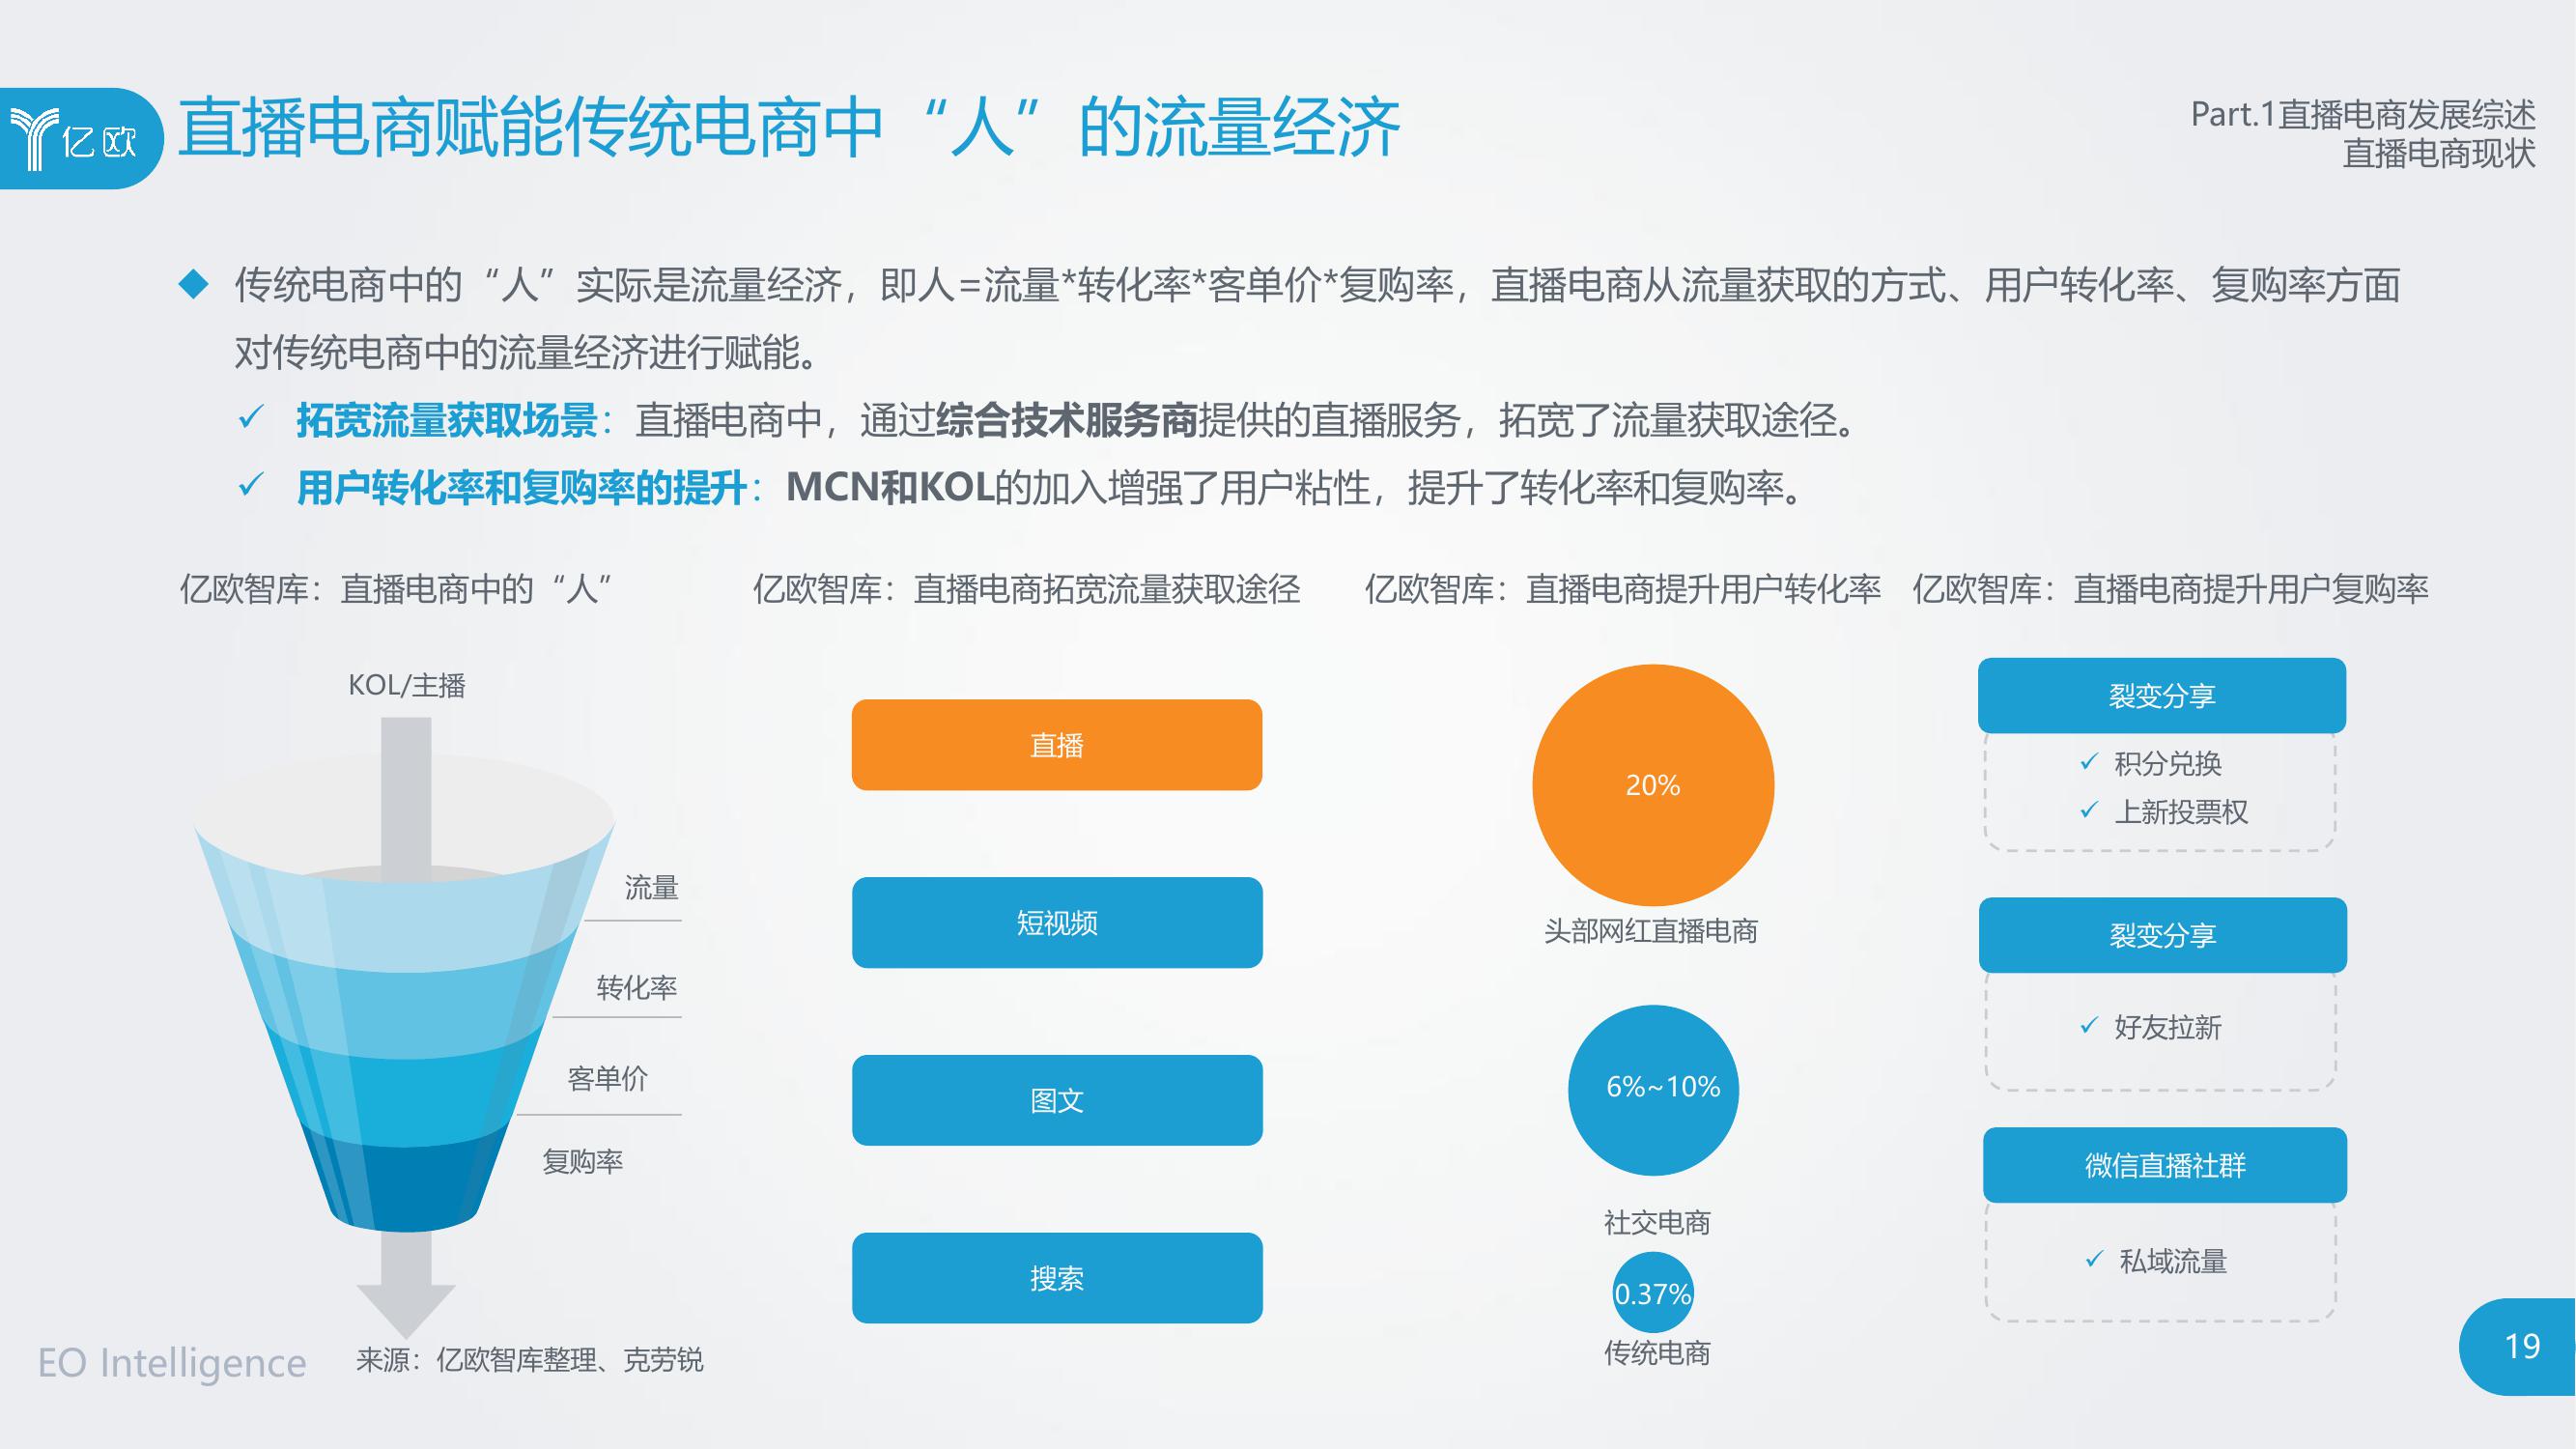 亿欧
直播电商赋能传统电商中“人”的流量经济
Part.1直播电商发展综述
直播电商现状
传统电商中的“人”实际是流量经济，即人=流量*转化率*客单价*复购率，直播电商从流量获取的方式、用户转化率、复购率方面
对传统电商中的流量经济进行赋能。
拓宽流量获取场景：直播电商中，通过综合技术服务商提供的直播服务，拓宽了流量获取途径。
用户转化率和复购率的提升：MCN和KOL的加入增强了用户粘性，提升了转化率和复购率。
亿欧智库：直播电商中的“人”
KOL/主播
流量
转化率
客单价
复购率
亿欧智库：直播电商拓宽流量获取途径
直播
短视频
图文
搜索
亿欧智库：直播电商提升用户转化率
20%
头部网红直播电商
6%~10%
社交电商
0.37%
传统电商
亿欧智库：直播电商提升用户复购率
裂变分享
积分兑换
上新投票权
裂变分享
好友拉新
微信直播社群
私域流量
EO Intelligence
来源：亿欧智库整理、克劳锐
19